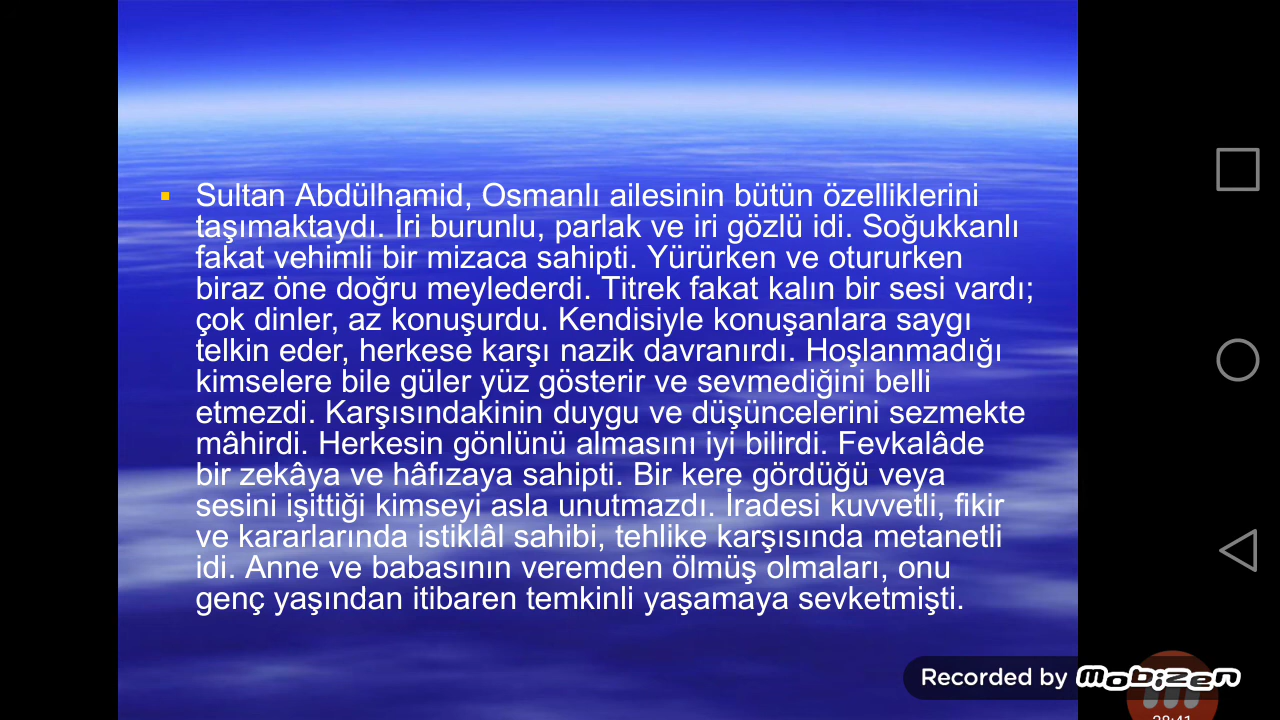 Sultan Abdülhamid, Osmanlı ailesinin bütün özelliklerini
taşımaktaydı. İri burunlu, parlak ve iri gözlü idi. Soğukkanlı
fakat vehimli bir mizaca sahipti. Yürürken ve otururken
biraz öne doğru meylederdi. Titrek fakat kalın bir sesi vardı;
çok dinler, az konuşurdu. Kendisiyle konuşanlara saygı
telkin eder, herkese karşı nazik davranırdı. Hoşlanmadığı
kimselere bile güler yüz gösterir ve sevmediğini belli
etmezdi. Karşısındakinin duygu ve düşüncelerini sezmekte
mâhirdi. Herkesin gönlünü almasını iyi bilirdi. Fevkalâde
bir zekâya ve hâfızaya sahipti. Bir kere gördüğü veya
sesini işittiği kimseyi asla unutmazdı. İradesi kuvvetli, fikir
ve kararlarında istiklâl sahibi, tehlike karşısında metanetli
idi. Anne ve babasının veremden ölmüş olmaları, onu
genç yaşından itibaren temkinli yaşamaya sevketmişti.
Recorded by Mobizen